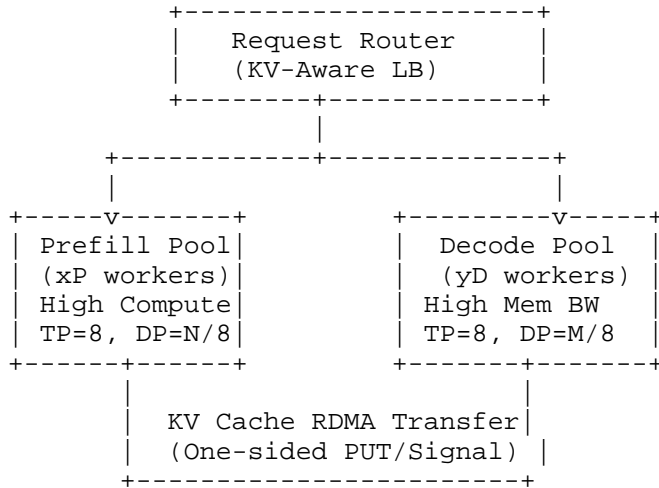 Request Router
(KV-Aware LB)
Prefill Pool
(xP workers)
High Compute
TP=8, DP=N/8
Decode Pool
(yD workers)
High Mem BW
TP=8, DP=M/8
KV Cache RDMA Transfer
(One-sided PUT/Signal)